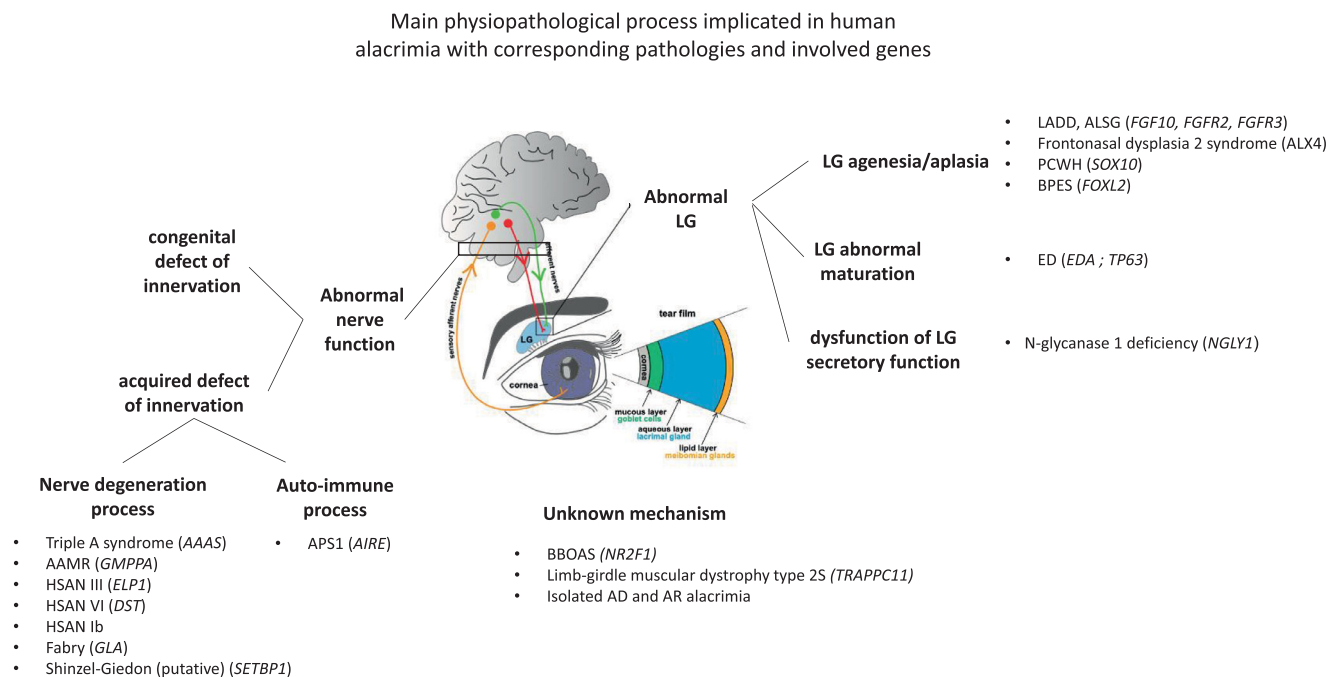 Main physiopathological process implicated in human
alacrimia with corresponding pathologies and involved genes
• LADD, ALSG (FGF10, FGFR2, FGFR3)
• Frontonasal dysplasia 2 syndrome (ALX4)
• PCWH (SOX10)
• BPES (FOXL2)
LG agenesia/aplasia
Abnormal
LG
LG abnormal
maturation
• ED (EDA ; TP63)
dysfunction of LG
secretory function
• N-glycanase 1 deficiency (NGLY1)
congenital
defect of
innervation
Abnormal
nerve
function
acquired defect
of innervation
sensory afferent nerves
efferent nerves
LG
cornea
tear film
cornea
mucous layer
goblet cells
aqueous layer
lacrimal gland
lipid layer
meibomian glands
Nerve degeneration
process
• Triple A syndrome (AAAS)
• AAMR (GMPPA)
• HSAN III (ELP1)
• HSAN VI (DST)
• HSAN Ib
• Fabry (GLA)
• Shinzel-Giedon (putative) (SETBP1)
Auto-immune
process
• APS1 (AIRE)
Unknown mechanism
• BBOAS (NR2F1)
• Limb-girdle muscular dystrophy type 2S (TRAPPC11)
• Isolated AD and AR alacrimia